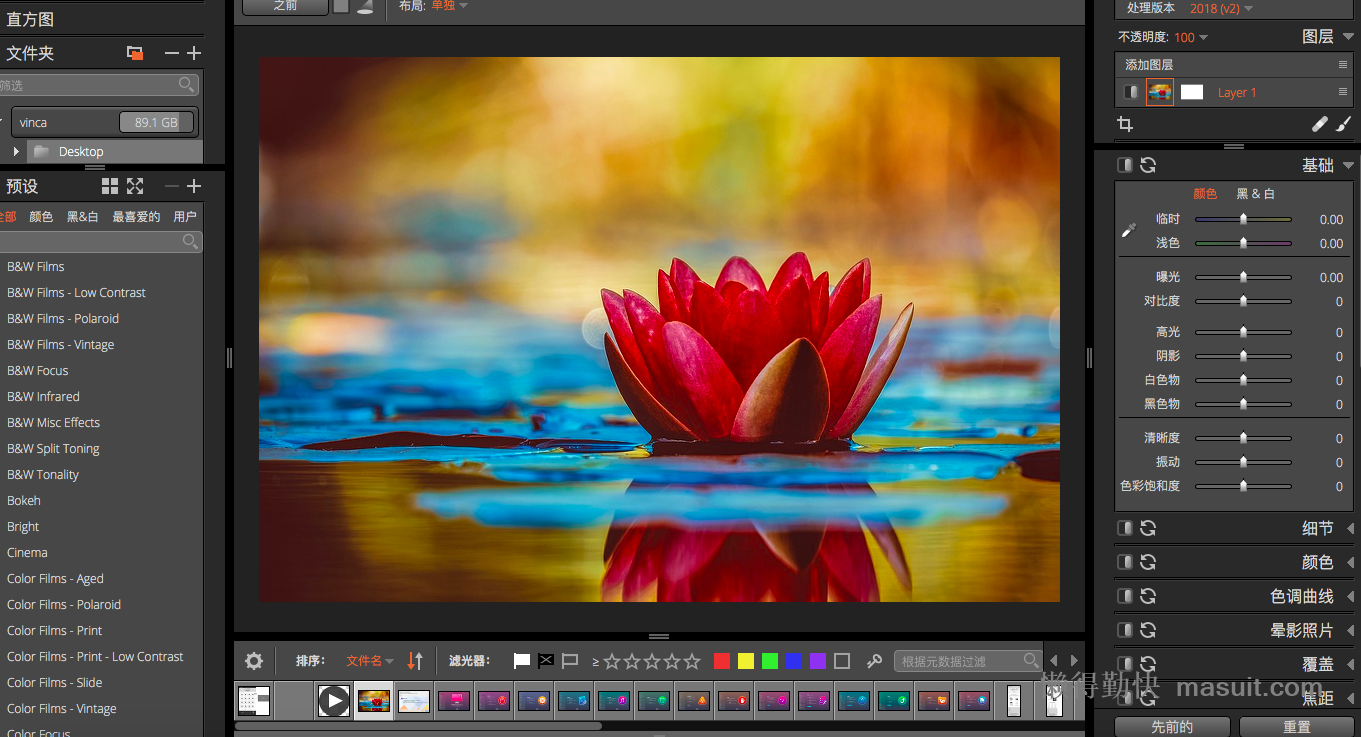 直方图
文件夹
筛选
vinca 89.1 GB
Desktop
预设
全部 颜色 黑&白 最喜爱的 用户
B&W Films
B&W Films - Low Contrast
B&W Films - Polaroid
B&W Films - Vintage
B&W Focus
B&W Infrared
B&W Misc Effects
B&W Split Toning
B&W Tonality
Bokeh
Bright
Cinema
Color Films - Aged
Color Films - Polaroid
Color Films - Print
Color Films - Print - Low Contrast
Color Films - Slide
Color Films - Vintage
Color Focus
之前 布局: 单独
排序: 文件名 滤光器: ≥ 根据元数据过滤
处理版本 2018 (v2)
不透明度: 100 图层
添加图层
Layer 1
基础
颜色 黑 & 白
临时 0.00
浅色 0.00
曝光 0.00
对比度 0
高光 0
阴影 0
白色物 0
黑色物 0
清晰度 0
振动 0
色彩饱和度 0
细节
颜色
色调曲线
晕影照片
覆盖
焦距
懒得勤快 masuit.com
先前的 重置